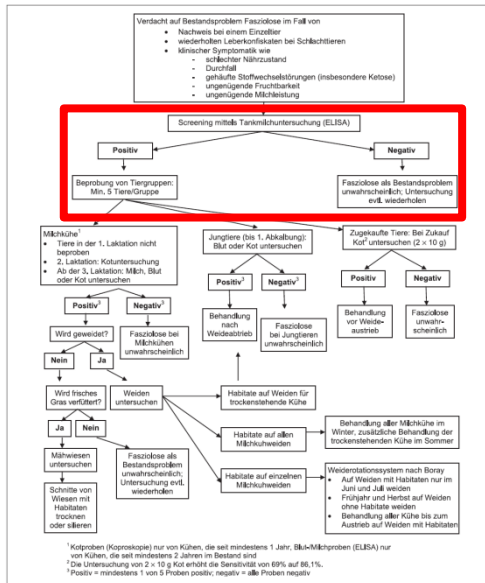 Verdacht auf Bestandsproblem Fasziolose im Fall von
• Nachweis bei einem Einzeltier
• wiederholten Leberkonfiskaten bei Schlachttieren
• klinischer Symptomatik wie
- schlechter Nährzustand
- Durchfall
- gehäufte Stoffwechselstörungen (insbesondere Ketose)
- ungenügende Fruchtbarkeit
- ungenügende Milchleistung
Screening mittels Tankmilchuntersuchung (ELISA)
Positiv
Negativ
Beprobung von Tiergruppen:
Min. 5 Tiere/Gruppe
Fasziolose als Bestandsproblem
unwahrscheinlich; Untersuchung
evtl. wiederholen
Milchkühe¹
• Tiere in der 1. Laktation nicht
beproben
• 2. Laktation: Kotuntersuchung
• Ab der 3. Laktation: Milch, Blut
oder Kot untersuchen
Jungtiere (bis 1. Abkalbung):
Blut oder Kot untersuchen
Zugekaufte Tiere: Bei Zukauf
Kot² untersuchen (2 × 10 g)
Positiv³
Negativ³
Positiv³
Negativ³
Positiv
Negativ
Wird geweidet?
Fasziolose bei
Milchkühen
unwahrscheinlich
Behandlung
nach
Weideabtrieb
Fasziolose
bei Jungtieren
unwahrscheinlich
Behandlung
vor Weide-
austrieb
Fasziolose
unwahr-
scheinlich
Nein
Ja
Wird frisches
Gras verfüttert?
Weiden
untersuchen
Habitate auf Weiden für
trockenstehende Kühe
Ja
Nein
Habitate auf allen
Milchkuhweiden
Behandlung aller Milchkühe im
Winter, zusätzliche Behandlung der
trockenstehenden Kühe im Sommer
Mähwiesen
untersuchen
Fasziolose als
Bestandsproblem
unwahrscheinlich;
Untersuchung evtl.
wiederholen
Habitate auf einzelnen
Milchkuhweiden
Weiderotationssystem nach Boray
• Auf Weiden mit Habitaten nur im
Juni und Juli weiden
• Frühjahr und Herbst auf Weiden
ohne Habitate weiden
• Behandlung aller Kühe bis zum
Austrieb auf Weiden mit Habitaten
Schnitte von
Wiesen mit
Habitaten
trocknen
oder silieren
¹ Kotproben (Koproskopie) nur von Kühen, die seit mindestens 1 Jahr, Blut-/Milchproben (ELISA) nur
von Kühen, die seit mindestens 2 Jahren im Bestand sind
² Die Untersuchung von 2 × 10 g Kot erhöht die Sensitivität von 69% auf 86,1%.
³ Positiv = mindestens 1 von 5 Proben positiv; negativ = alle Proben negativ